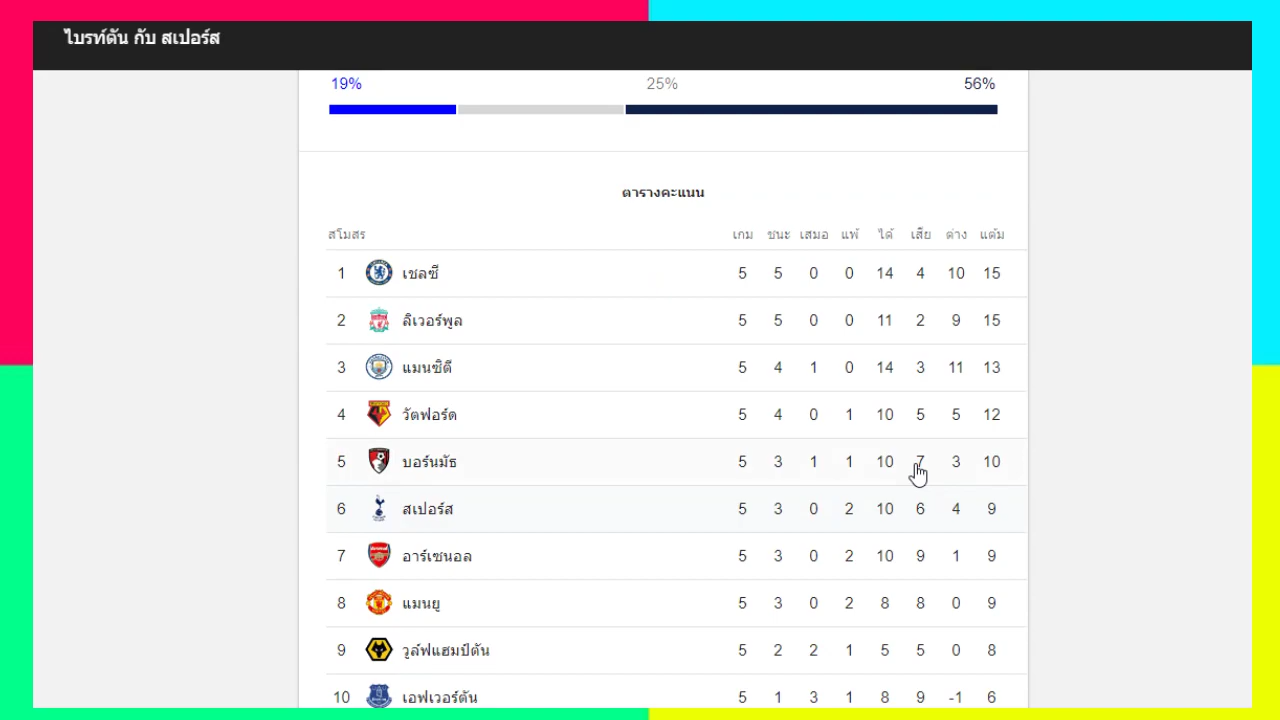 ไบรท์ตัน กับ สเปอร์ส
19% 25% 56%
ตารางคะแนน
สโมสร เกม ชนะ เสมอ แพ้ ได้ เสีย ต่าง แต้ม
1 เชลซี 5 5 0 0 14 4 10 15
2 ลิเวอร์พูล 5 5 0 0 11 2 9 15
3 แมนซิตี 5 4 1 0 14 3 11 13
4 วัตฟอร์ด 5 4 0 1 10 5 5 12
5 บอร์นมัธ 5 3 1 1 10 7 3 10
6 สเปอร์ส 5 3 0 2 10 6 4 9
7 อาร์เซนอล 5 3 0 2 10 9 1 9
8 แมนยู 5 3 0 2 8 8 0 9
9 วูล์ฟแฮมป์ตัน 5 2 2 1 5 5 0 8
10 เอฟเวอร์ตัน 5 1 3 1 8 9 -1 6